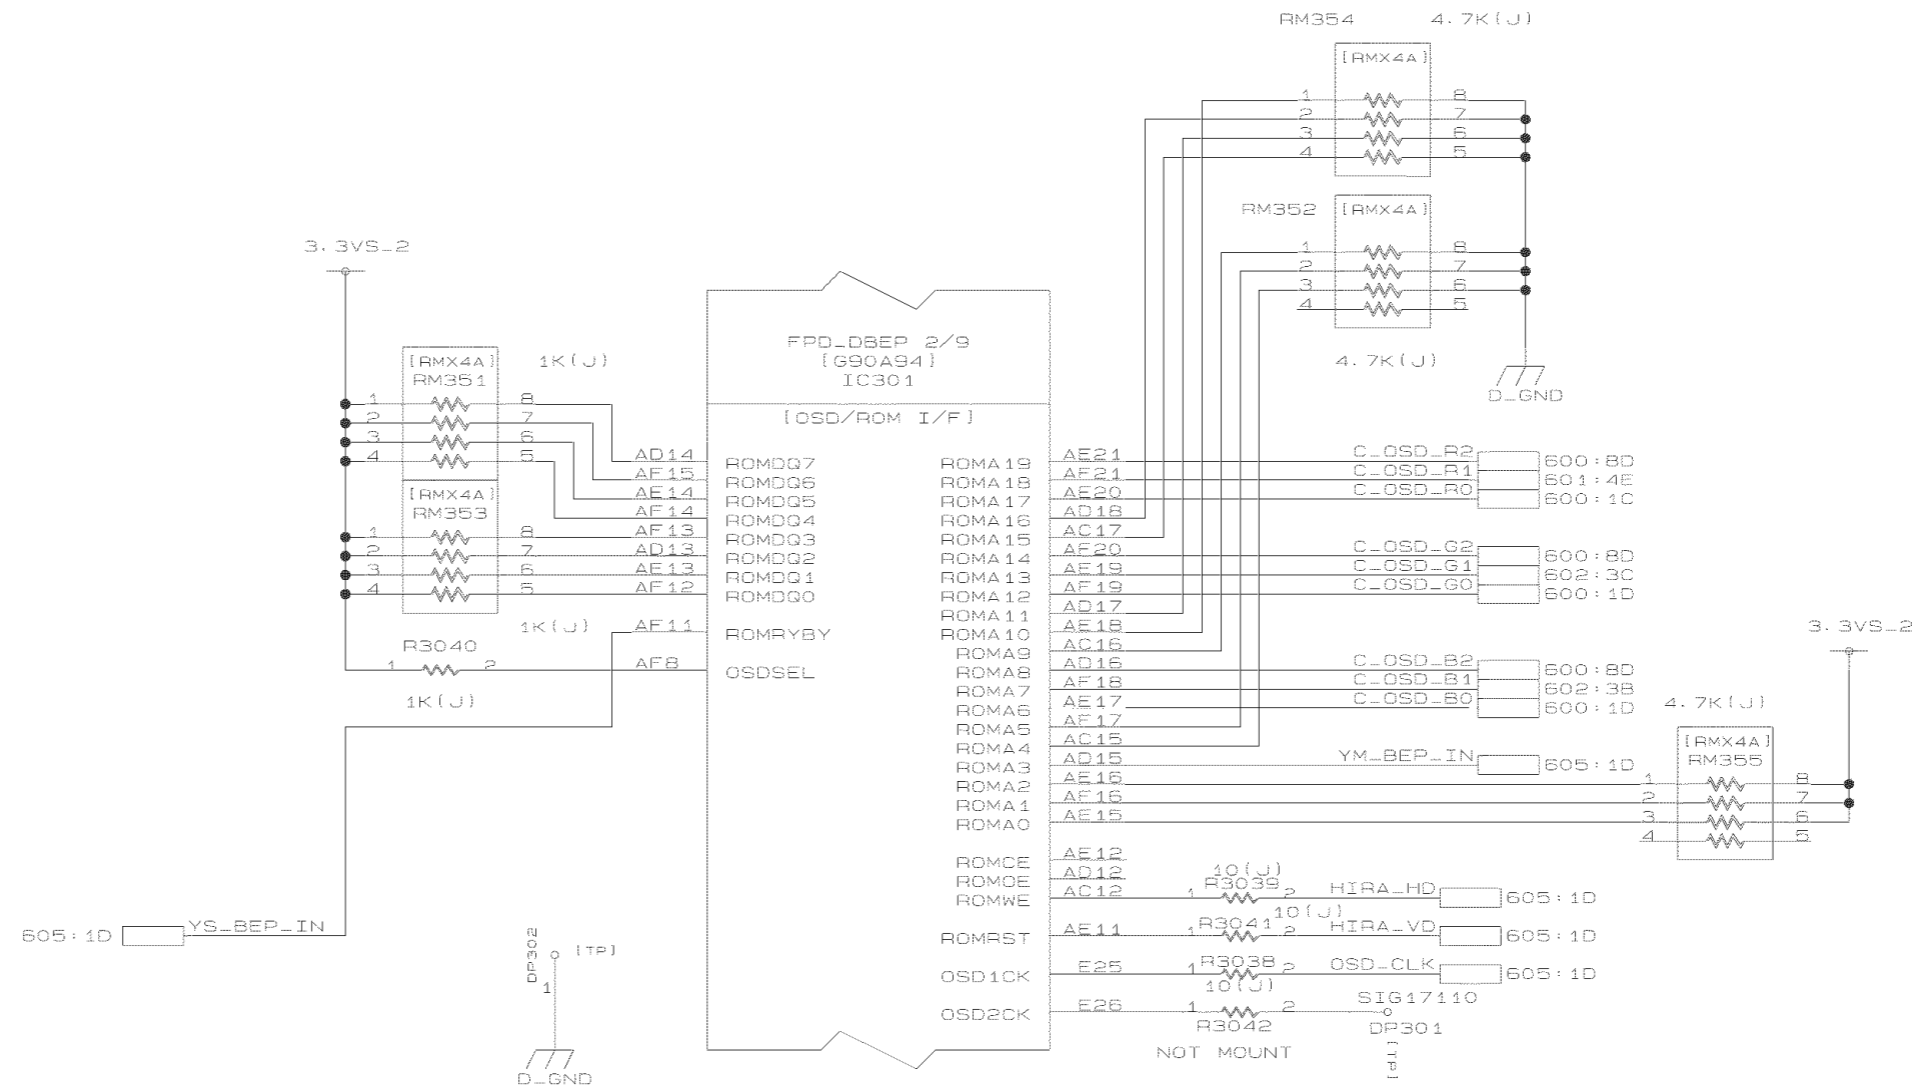 RM354 4.7K(J)
[RMX4A]
1 8
2 7
3 6
4 5
RM352 [RMX4A]
1 8
2 7
3 6
4 5
4.7K(J)
D_GND
3.3VS_2
[RMX4A] 1K(J)
RM351
1 8
2 7
3 6
4 5
[RMX4A]
RM353
1 8
2 7
3 6
4 5
1K(J)
R3040
1 2
1K(J)
FPD_DBEP 2/9
[G90A94]
IC301
[OSD/ROM I/F]
AD14 ROMDQ7
AF15 ROMDQ6
AE14 ROMDQ5
AF14 ROMDQ4
AF13 ROMDQ3
AD13 ROMDQ2
AE13 ROMDQ1
AF12 ROMDQ0
AF11 ROMRYBY
AF8 OSDSEL
ROMA19 AE21 C_OSD_R2 600:8D
ROMA18 AF21 C_OSD_R1 601:4E
ROMA17 AE20 C_OSD_R0 600:1C
ROMA16 AD18
ROMA15 AC17
ROMA14 AF20 C_OSD_G2 600:8D
ROMA13 AE19 C_OSD_G1 602:3C
ROMA12 AF19 C_OSD_G0 600:1D
ROMA11 AD17
ROMA10 AE18
ROMA9 AC16
ROMA8 AD16 C_OSD_B2 600:8D
ROMA7 AF18 C_OSD_B1 602:3B
ROMA6 AE17 C_OSD_B0 600:1D
ROMA5 AF17
ROMA4 AC15
ROMA3 AD15 YM_BEP_IN 605:1D
ROMA2 AE16
ROMA1 AF16
ROMA0 AE15
3.3VS_2
4.7K(J)
[RMX4A]
RM355
1 8
2 7
3 6
4 5
ROMCE AE12
ROMOE AD12
10(J)
R3039
ROMWE AC12 1 2 HIRA_HD 605:1D
10(J)
R3041
ROMRST AE11 1 2 HIRA_VD 605:1D
R3038
OSD1CK E25 1 2 OSD_CLK 605:1D
10(J)
OSD2CK E26 1 2 SIG17110
R3042 DP301
NOT MOUNT [TP]
605:1D YS_BEP_IN
DP302 [TP]
1
D_GND